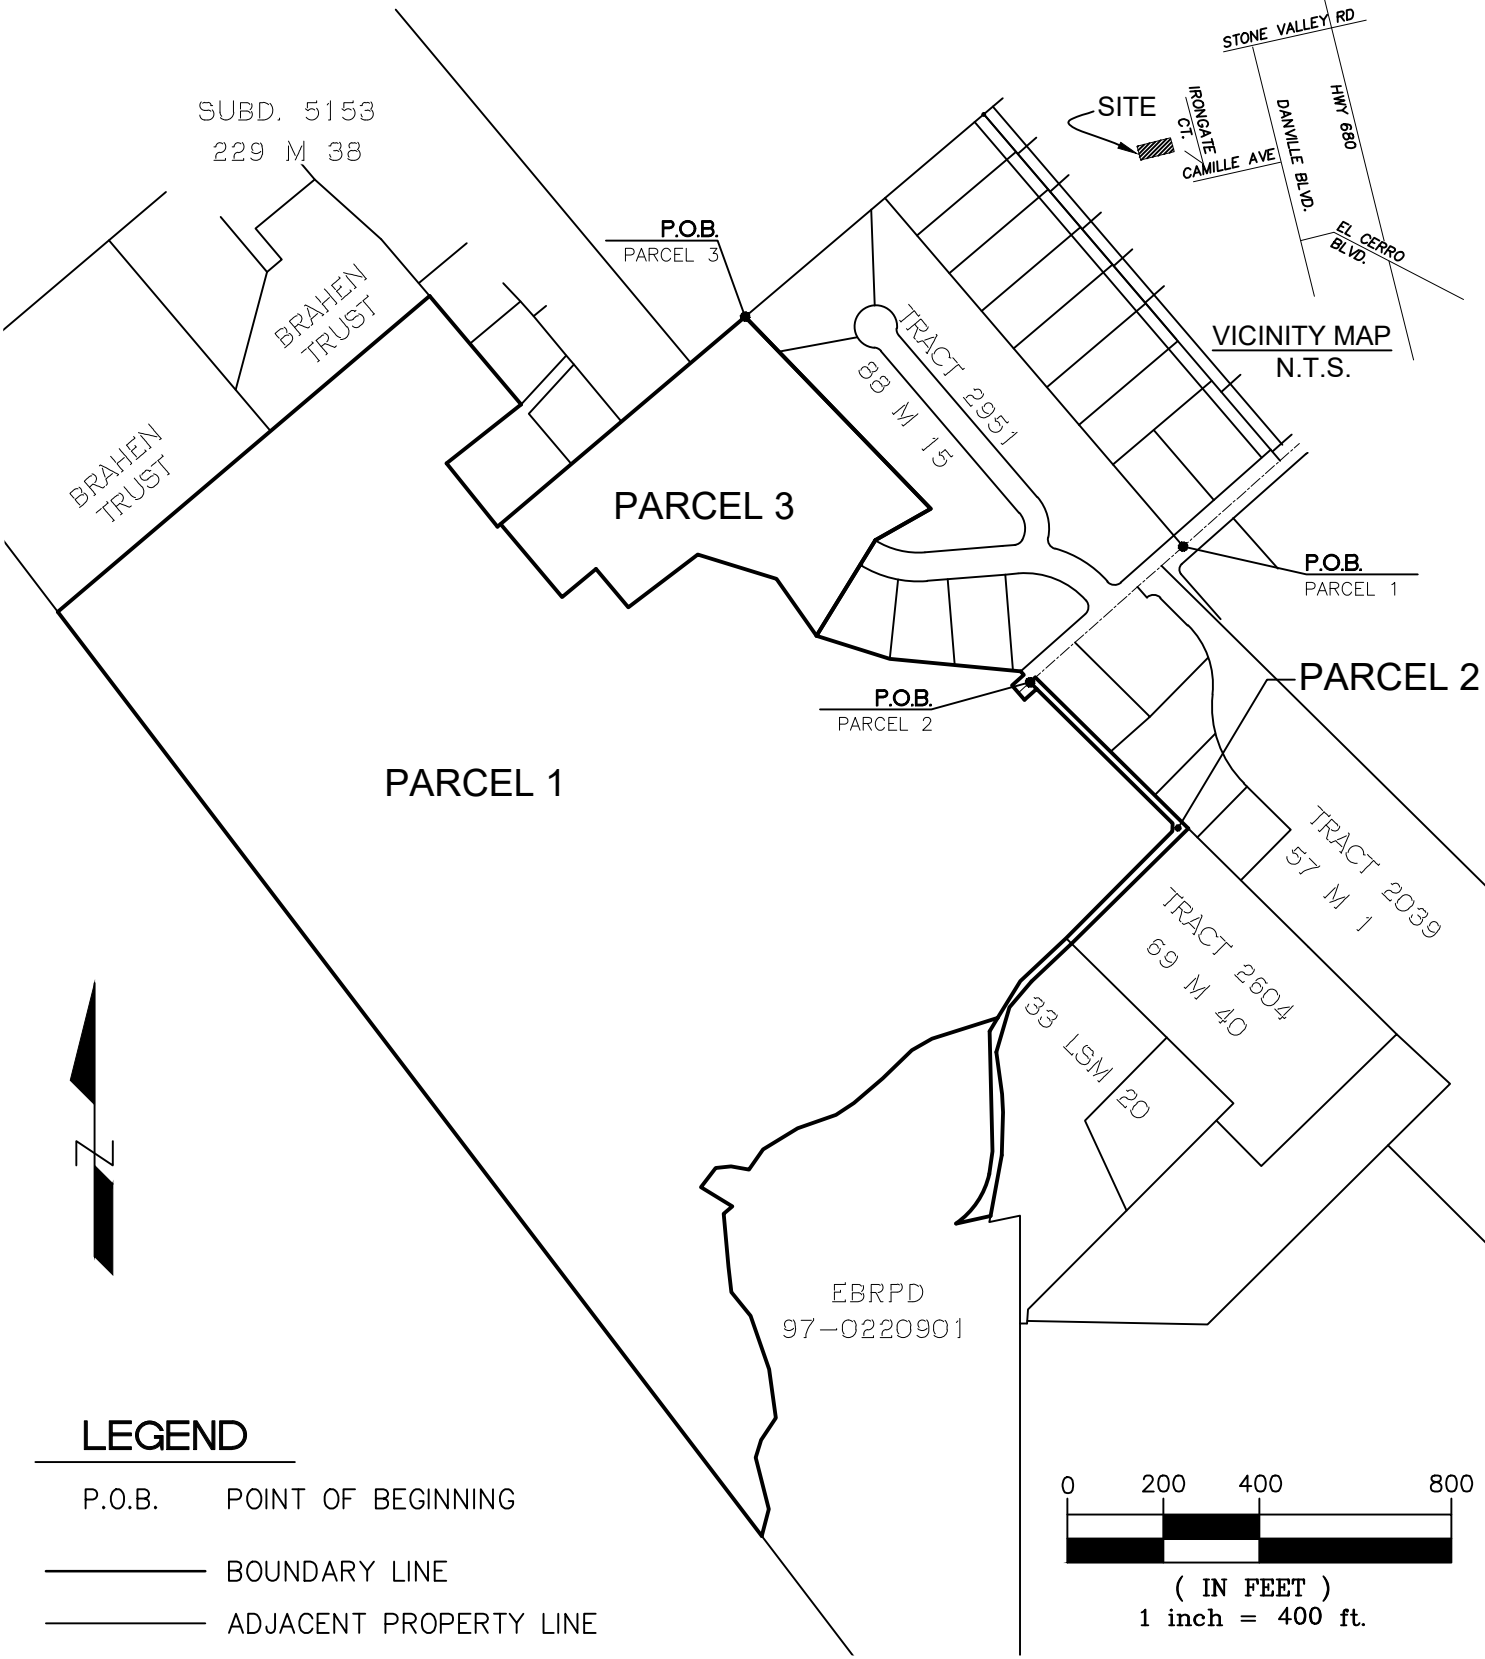 STONE VALLEY RD
HWY 680
DANVILLE BLVD.
IRONGATE
CT.
SITE
CAMILLE AVE
EL CERRO
BLVD.
VICINITY MAP
N.T.S.
SUBD. 5153
229 M 38
P.O.B.
PARCEL 3
BRAHEN
TRUST
BRAHEN
TRUST
TRACT 2951
88 M 15
PARCEL 3
P.O.B.
PARCEL 1
PARCEL 2
P.O.B.
PARCEL 2
PARCEL 1
TRACT 2039
57 M 1
TRACT 2604
69 M 40
33 LSM 20
N
EBRPD
97-0220901
LEGEND
P.O.B. POINT OF BEGINNING
BOUNDARY LINE
ADJACENT PROPERTY LINE
0 200 400 800
( IN FEET )
1 inch = 400 ft.